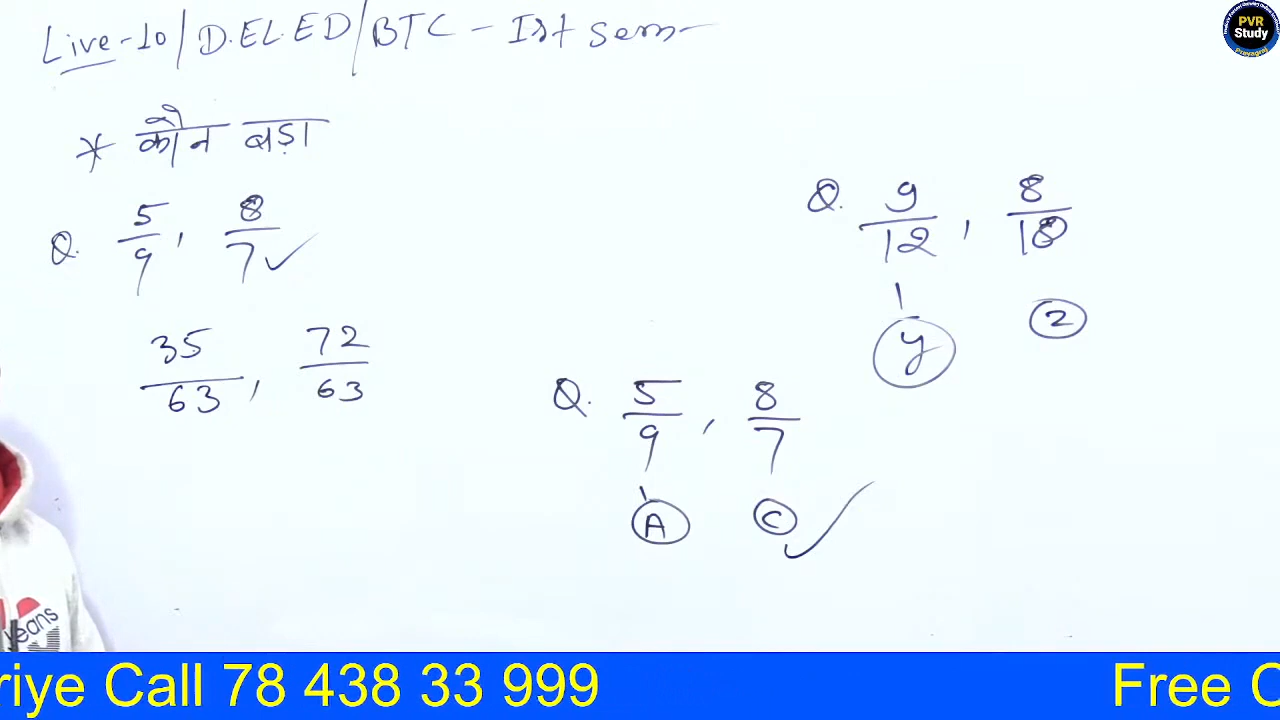 Live-10/D.EL.ED/BTC - Ist sem
* कौन बड़ा
Q. 5/9, 8/7 ✓
35/63, 72/63
Q. 9/12, 8/18
y 2
Q. 5/9, 8/7
A C ✓
PVR
Study
Prayagraj
riye Call 78 438 33 999 Free C